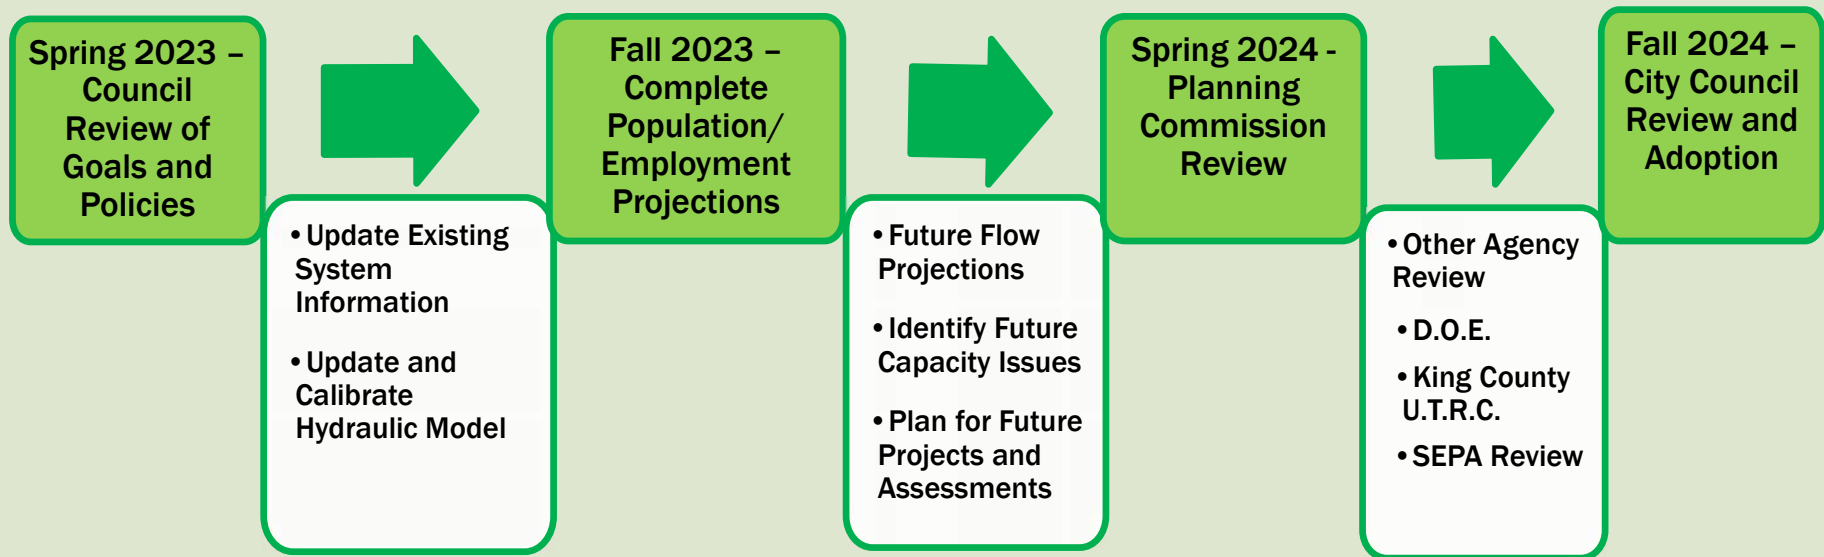 Spring 2023 –
Council
Review of
Goals and
Policies
• Update Existing
System
Information
• Update and
Calibrate
Hydraulic Model
Fall 2023 –
Complete
Population/
Employment
Projections
• Future Flow
Projections
• Identify Future
Capacity Issues
• Plan for Future
Projects and
Assessments
Spring 2024 -
Planning
Commission
Review
• Other Agency
Review
• D.O.E.
• King County
U.T.R.C.
• SEPA Review
Fall 2024 –
City Council
Review and
Adoption